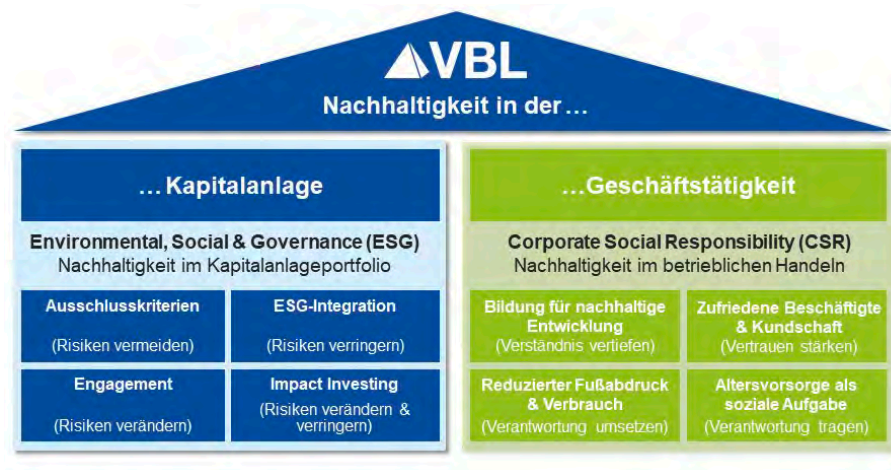 VBL
Nachhaltigkeit in der...
...Kapitalanlage
Environmental, Social & Governance (ESG)
Nachhaltigkeit im Kapitalanlageportfolio
Ausschlusskriterien
(Risiken vermeiden)
ESG-Integration
(Risiken verringern)
Engagement
(Risiken verändern)
Impact Investing
(Risiken verändern &
verringern)
...Geschäftstätigkeit
Corporate Social Responsibility (CSR)
Nachhaltigkeit im betrieblichen Handeln
Bildung für nachhaltige
Entwicklung
(Verständnis vertiefen)
Zufriedene Beschäftigte
& Kundschaft
(Vertrauen stärken)
Reduzierter Fußabdruck
& Verbrauch
(Verantwortung umsetzen)
Altersvorsorge als
soziale Aufgabe
(Verantwortung tragen)